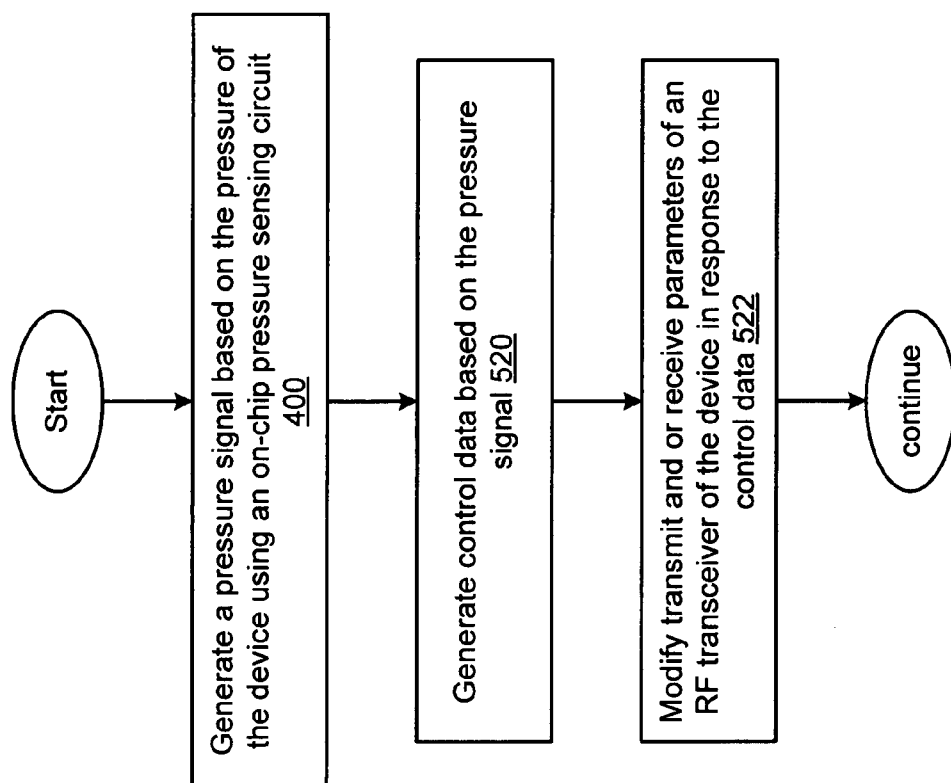 Start
Generate a pressure signal based on the pressure of
the device using an on-chip pressure sensing circuit
400
Generate control data based on the pressure
signal 520
Modify transmit and or receive parameters of an
RF transceiver of the device in response to the
control data 522
continue